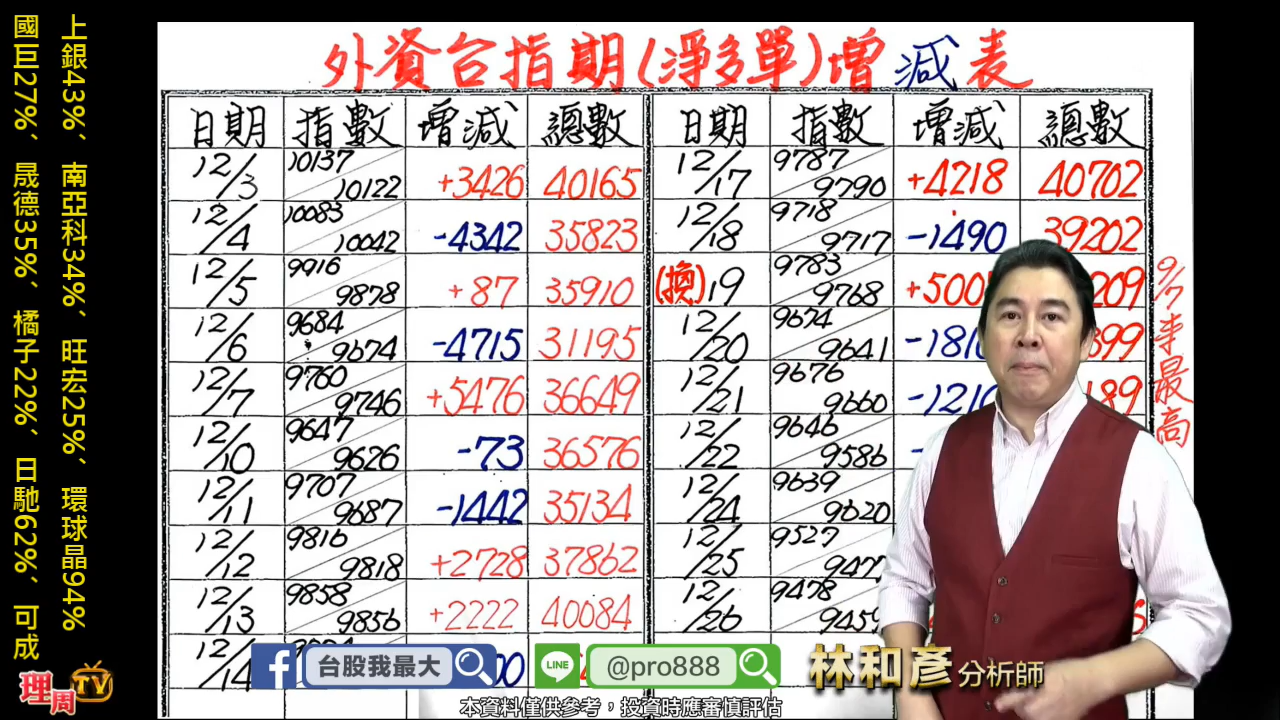 上銀43%、南亞科34%、旺宏25%、環球晶94%
國巨27%、晟德35%、橘子22%、日馳62%、可成
外資台指期(淨多單)增減表
日期 指數 增減 總數
12/3 10137/10122 +3426 40165
12/4 10083/10042 -4342 35823
12/5 9916/9878 +87 35910
12/6 9684/9674 -4715 31195
12/7 9760/9746 +5476 36649
12/10 9647/9626 -73 36576
12/11 9707/9687 -1442 35134
12/12 9816/9818 +2728 37862
12/13 9858/9856 +2222 40084
12/14
日期 指數 增減 總數
12/17 9787/9790 +4218 40702
12/18 9718/9717 -1490 39202
(換)19 9783/9768
12/20 9674/9641
12/21 9676/9660
12/22 9646/9586
12/24 9639/9620
12/25 9527
12/26 9478
9/7來最高
理周TV
台股我最大
LINE
@pro888
林和彥分析師
本資料僅供參考，投資時應審慎評估